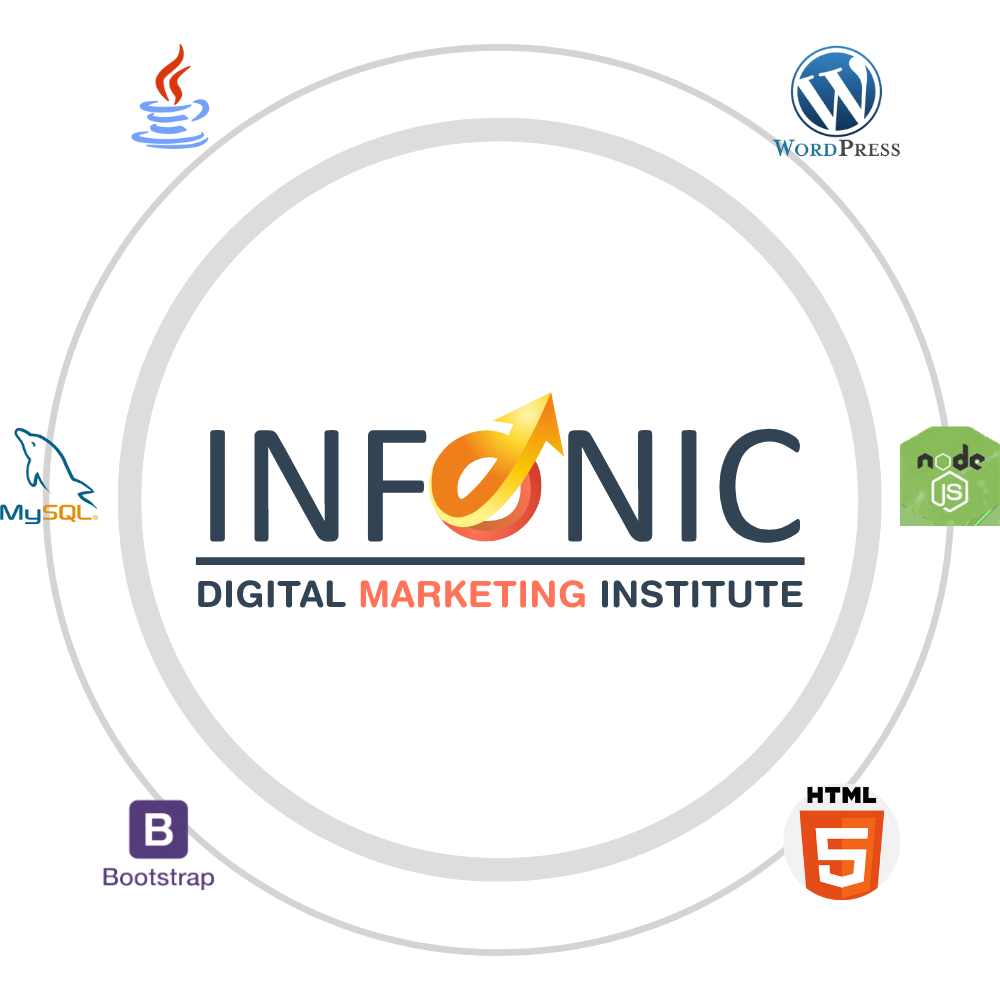 W
WORDPRESS
INFONIC
DIGITAL MARKETING INSTITUTE
MySQL®
node
JS
B
Bootstrap
HTML
5